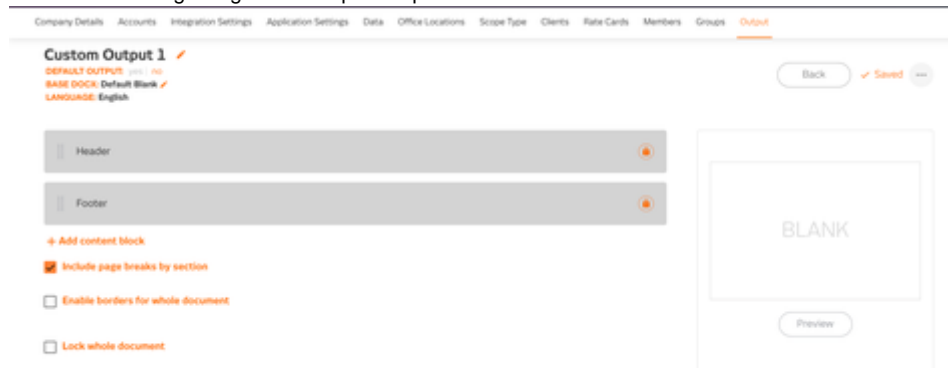 Company Details Accounts Integration Settings Application Settings Data Office Locations Scope Type Clients Rate Cards Members Groups Output
Custom Output 1
DEFAULT OUTPUT: yes | no
BASE DOCX: Default Blank
LANGUAGE: English
Back Saved
Header
Footer
BLANK
+ Add content block
Include page breaks by section
Enable borders for whole document
Preview
Lock whole document